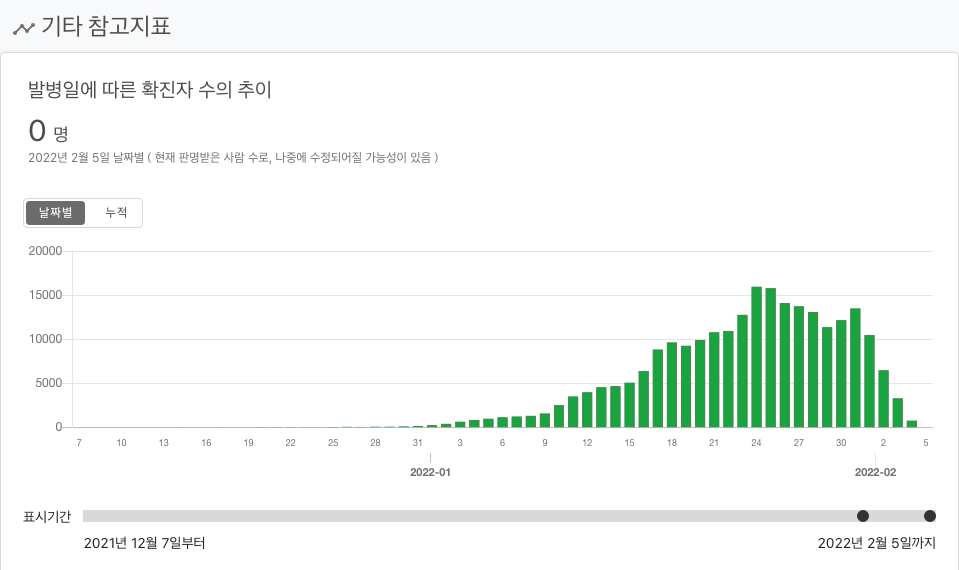 기타 참고지표
발병일에 따른 확진자 수의 추이
0 명
2022년 2월 5일 날짜별 ( 현재 판명받은 사람 수로, 나중에 수정되어질 가능성이 있음 )
날짜별 누적
20000
15000
10000
5000
0
7 10 13 16 19 22 25 28 31 3 6 9 12 15 18 21 24 27 30 2 5
2022-01 2022-02
표시기간
2021년 12월 7일부터 2022년 2월 5일까지